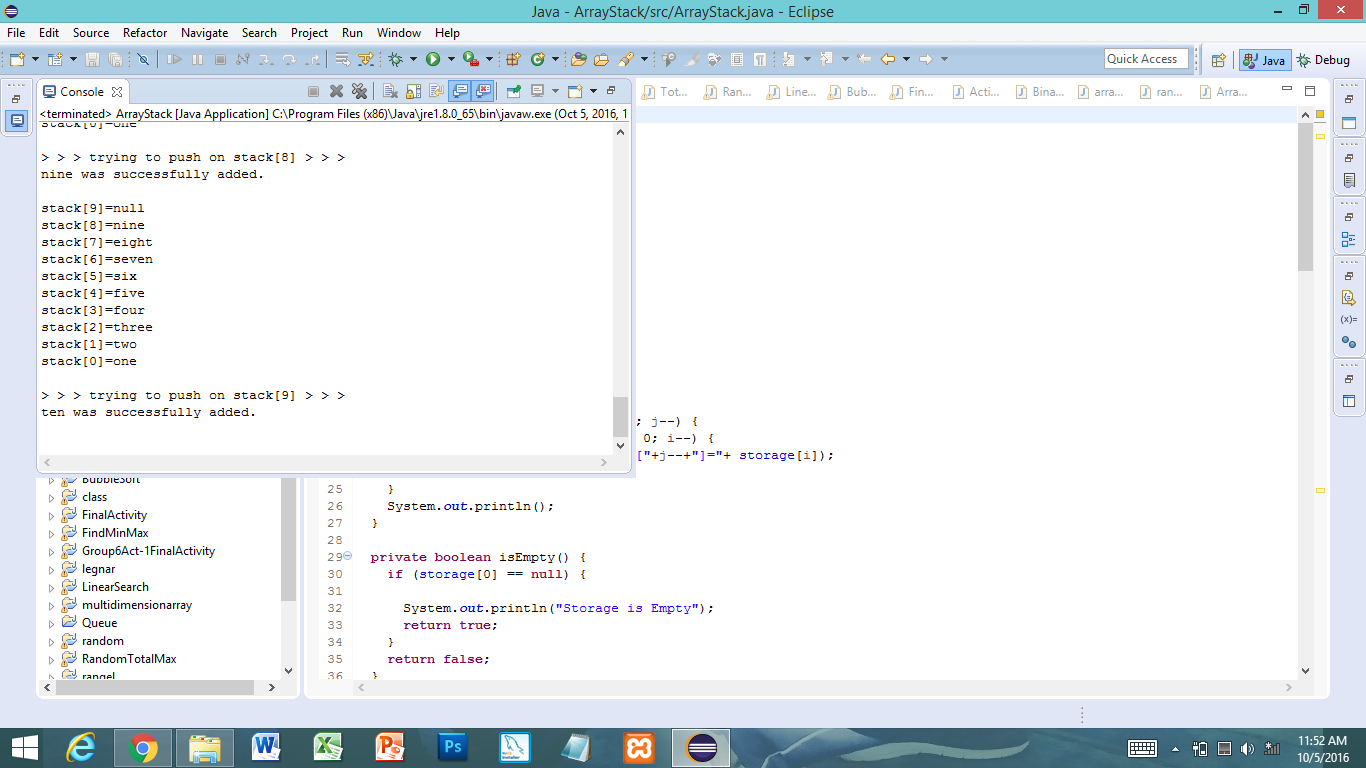 Java - ArrayStack/src/ArrayStack.java - Eclipse
File Edit Source Refactor Navigate Search Project Run Window Help
Quick Access
Java
Debug
Console
Tot...
Ran...
Line...
Bub...
Fin...
Acti...
Bina...
arra...
ran...
Arra...
<terminated> ArrayStack [Java Application] C:\Program Files (x86)\Java\jre1.8.0_65\bin\javaw.exe (Oct 5, 2016, 1
stack[0]=one
> > > trying to push on stack[8] > > >
nine was successfully added.
stack[9]=null
stack[8]=nine
stack[7]=eight
stack[6]=seven
stack[5]=six
stack[4]=five
stack[3]=four
stack[2]=three
stack[1]=two
stack[0]=one
> > > trying to push on stack[9] > > >
ten was successfully added.
; j--) {
0; i--) {
["+j--+"]="+ storage[i]);
BubbleSort
class
FinalActivity
FindMinMax
Group6Act-1FinalActivity
legnar
LinearSearch
multidimensionarray
Queue
random
RandomTotalMax
rangel
25 }
26 System.out.println();
27 }
28
29 private boolean isEmpty() {
30 if (storage[0] == null) {
31
32 System.out.println("Storage is Empty");
33 return true;
34 }
35 return false;
36 }
(x)=
11:52 AM
10/5/2016